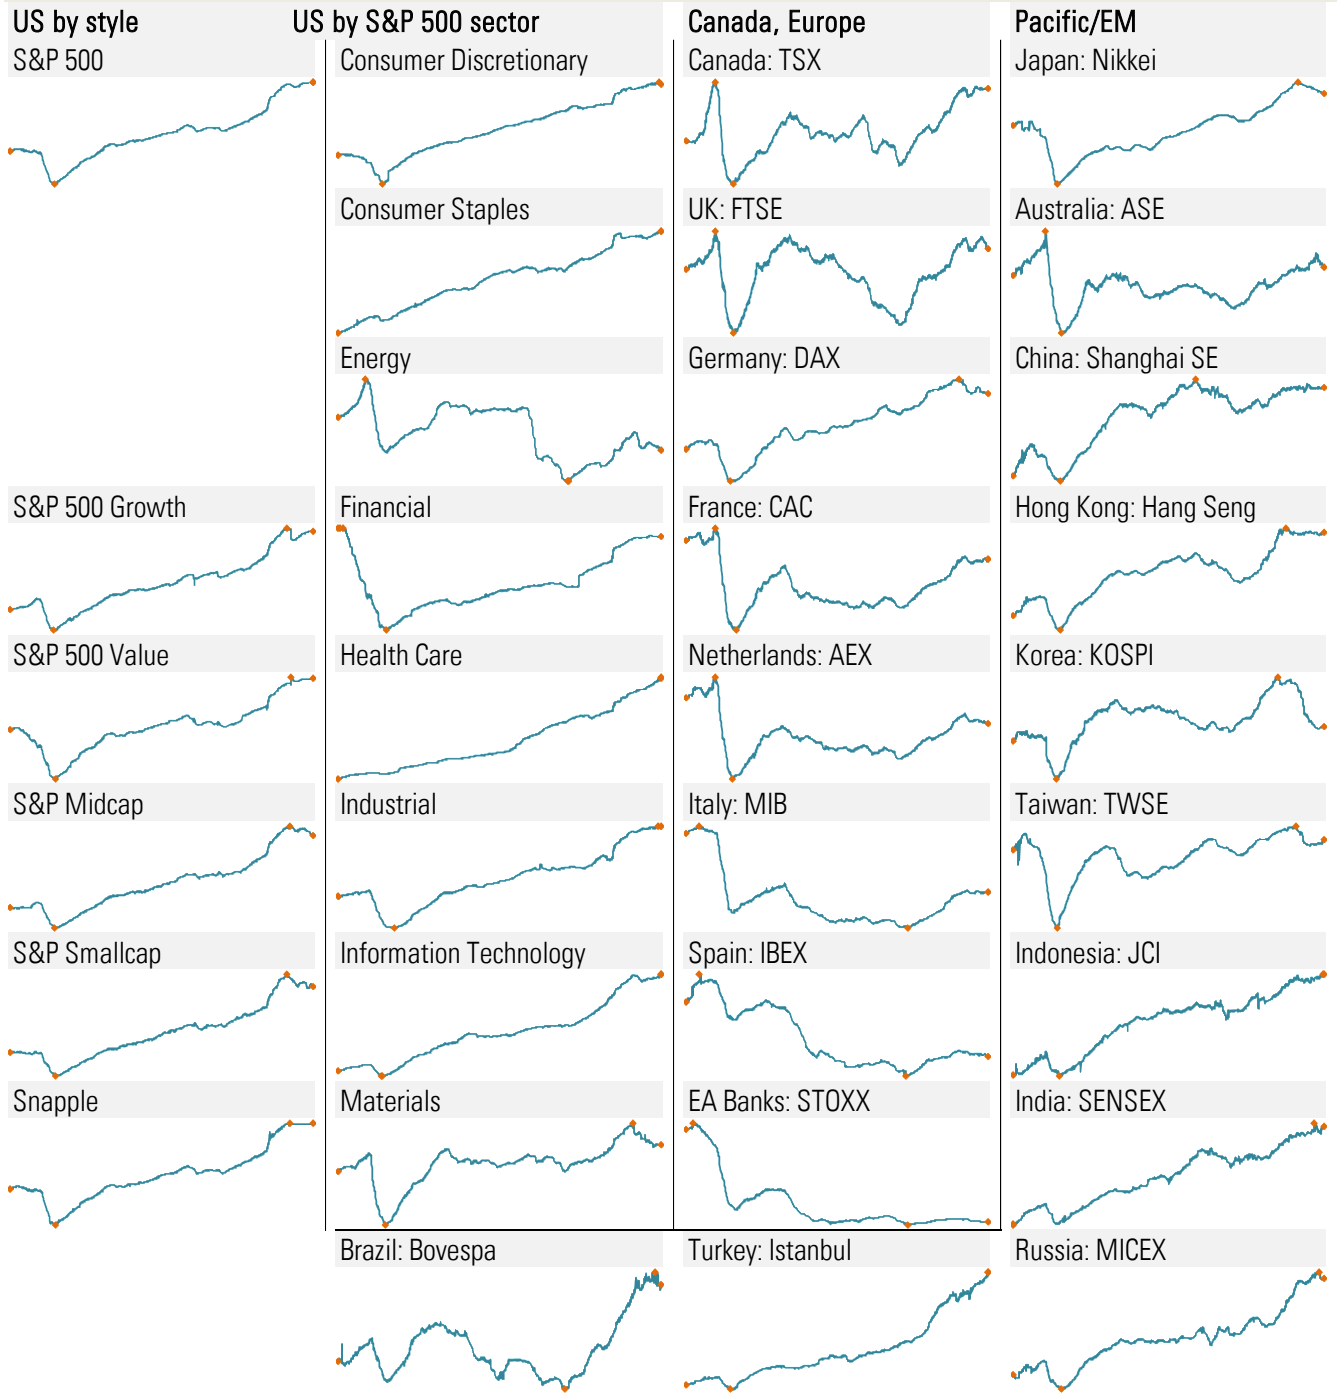 US by style
US by S&P 500 sector
Canada, Europe
Pacific/EM
S&P 500
Consumer Discretionary
Canada: TSX
Japan: Nikkei
Consumer Staples
UK: FTSE
Australia: ASE
Energy
Germany: DAX
China: Shanghai SE
S&P 500 Growth
Financial
France: CAC
Hong Kong: Hang Seng
S&P 500 Value
Health Care
Netherlands: AEX
Korea: KOSPI
S&P Midcap
Industrial
Italy: MIB
Taiwan: TWSE
S&P Smallcap
Information Technology
Spain: IBEX
Indonesia: JCI
Snapple
Materials
EA Banks: STOXX
India: SENSEX
Brazil: Bovespa
Turkey: Istanbul
Russia: MICEX